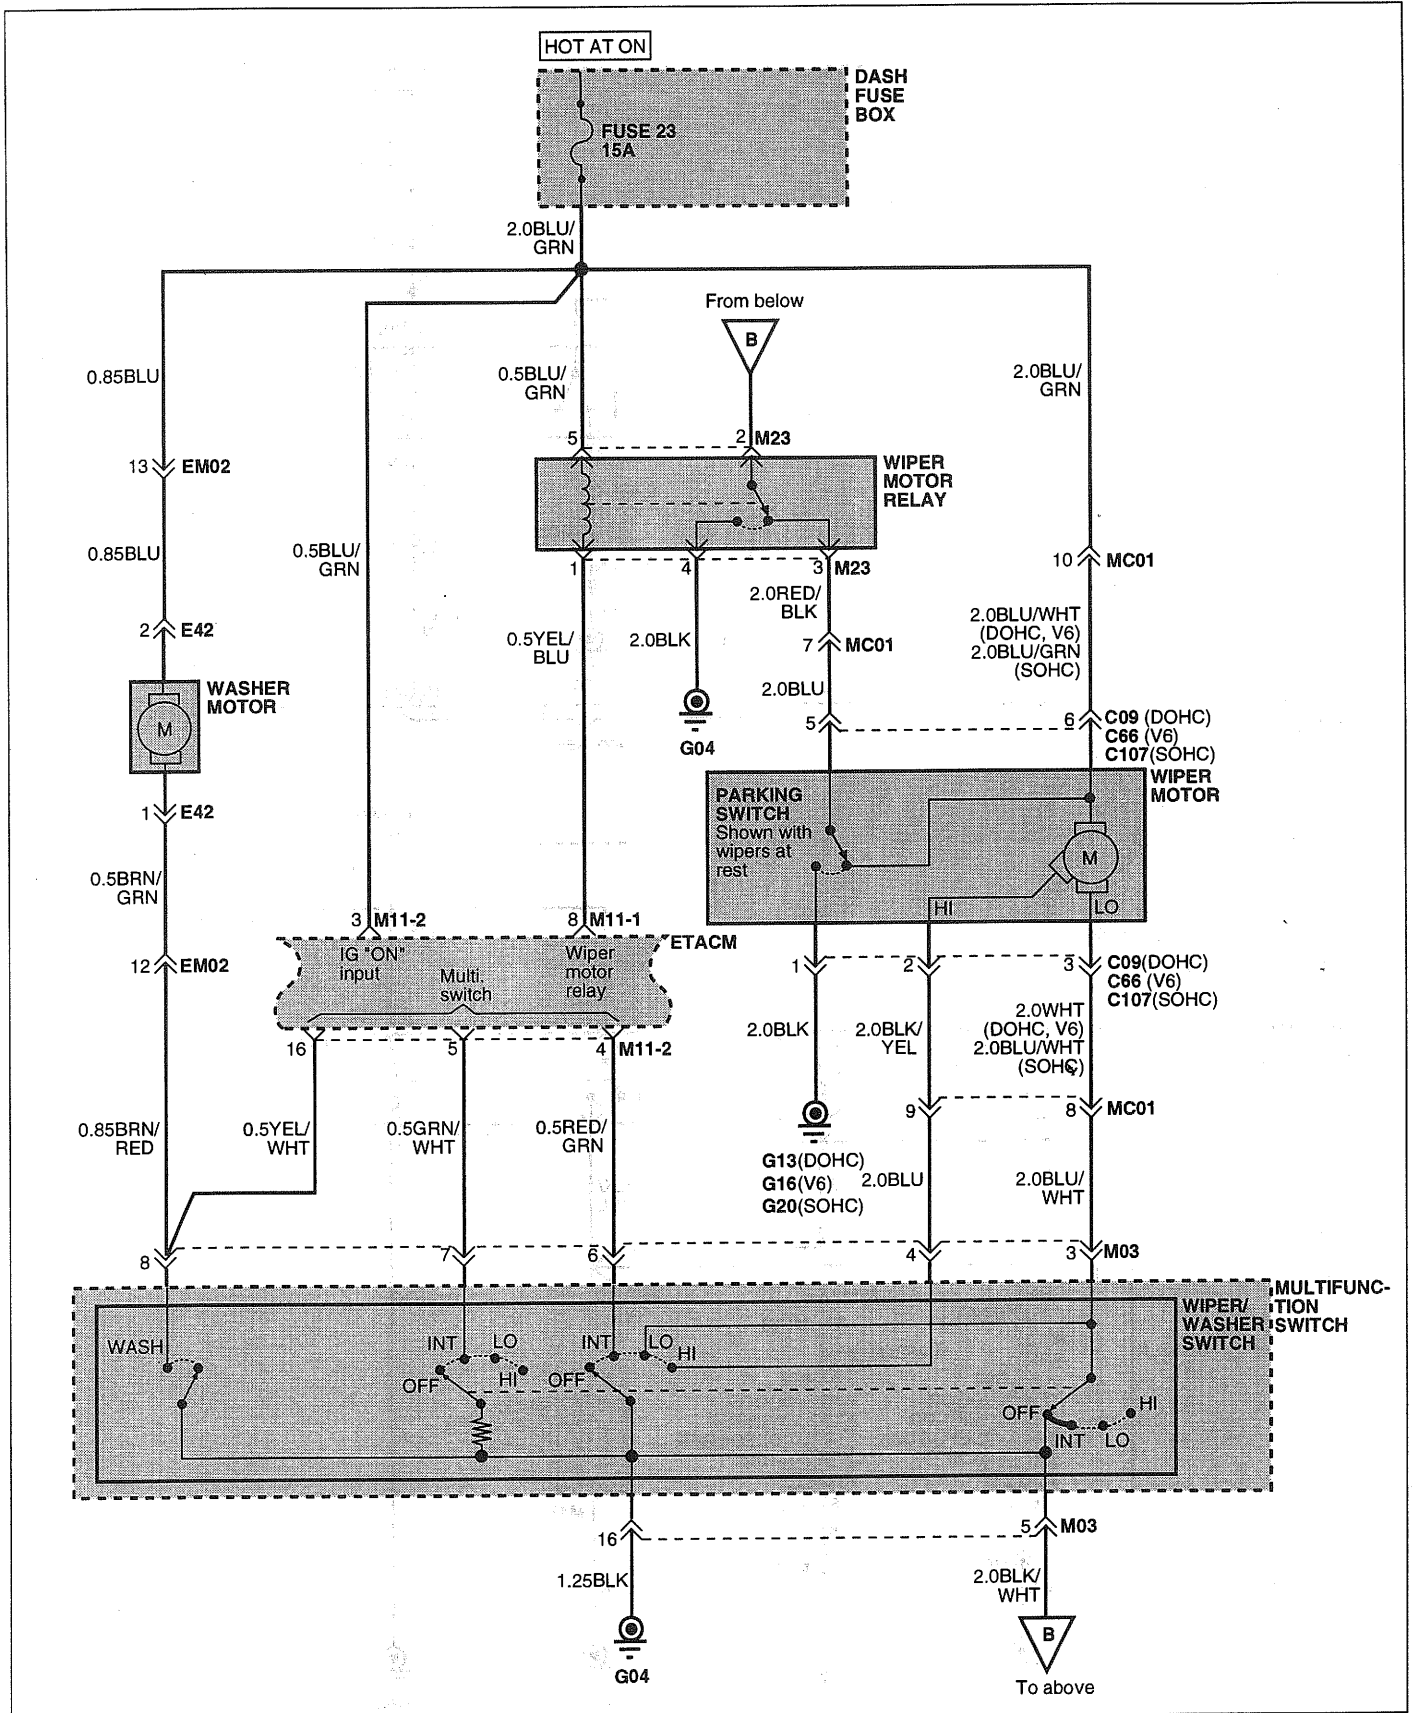 HOT AT ON
DASH
FUSE
BOX
FUSE 23
15A
2.0BLU/
GRN
From below
B
0.85BLU
0.5BLU/
GRN
2.0BLU/
GRN
5
2 M23
13 EM02
WIPER
MOTOR
RELAY
0.85BLU
0.5BLU/
GRN
1
4
3 M23
10 MC01
2.0RED/
BLK
2.0BLU/WHT
(DOHC, V6)
2.0BLU/GRN
(SOHC)
2 E42
0.5YEL/
BLU
2.0BLK
7 MC01
WASHER
MOTOR
M
2.0BLU
G04
5
6
C09 (DOHC)
C66 (V6)
C107(SOHC)
WIPER
MOTOR
PARKING
SWITCH
Shown with
wipers at
rest
M
HI
LO
1 E42
0.5BRN/
GRN
3 M11-2
8 M11-1
ETACM
IG "ON"
input
Multi.
switch
Wiper
motor
relay
12 EM02
1
2
3
C09(DOHC)
C66 (V6)
C107(SOHC)
2.0BLK
2.0BLK/
YEL
2.0WHT
(DOHC, V6)
2.0BLU/WHT
(SOHC)
16
5
4 M11-2
9
8 MC01
0.85BRN/
RED
0.5YEL/
WHT
0.5GRN/
WHT
0.5RED/
GRN
G13(DOHC)
G16(V6)
G20(SOHC)
2.0BLU
2.0BLU/
WHT
8
7
6
4
3 M03
MULTIFUNC-
TION
SWITCH
WIPER/
WASHER
SWITCH
WASH
INT
LO
HI
OFF
INT
LO
HI
OFF
OFF
INT
LO
HI
16
5 M03
1.25BLK
2.0BLK/
WHT
G04
B
To above